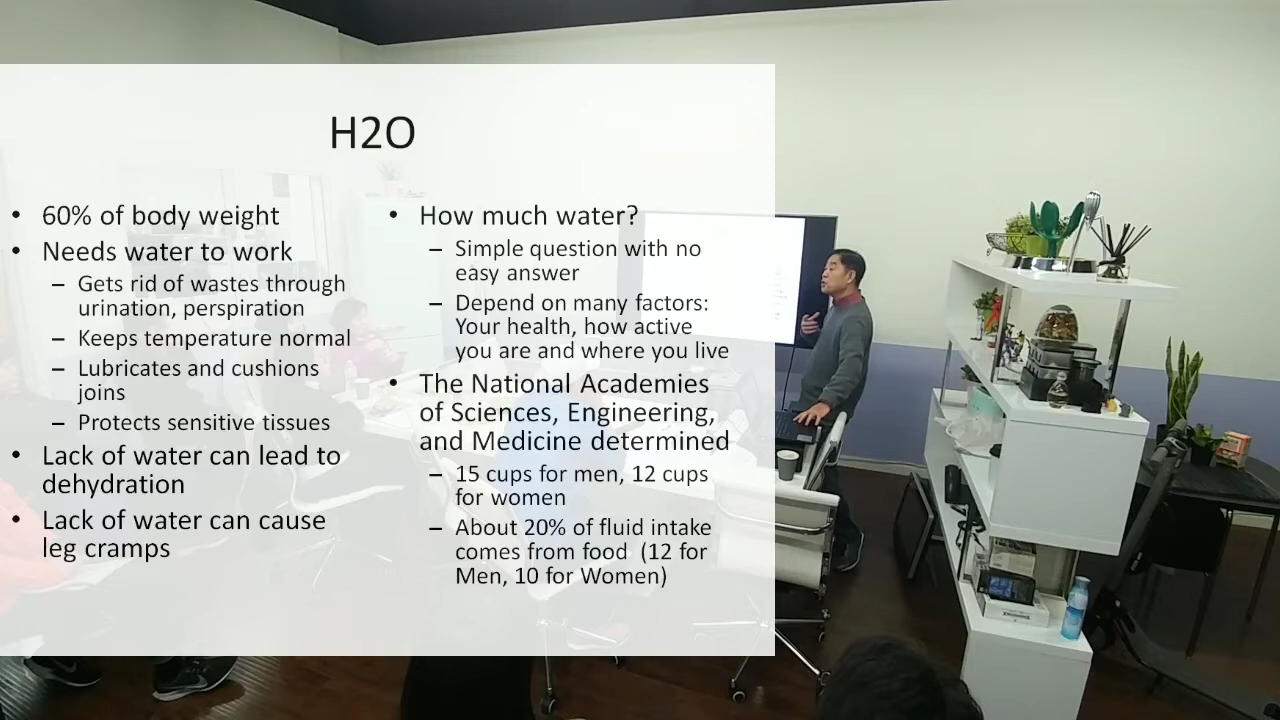 H2O
• 60% of body weight
• Needs water to work
– Gets rid of wastes through
urination, perspiration
– Keeps temperature normal
– Lubricates and cushions
joins
– Protects sensitive tissues
• Lack of water can lead to
dehydration
• Lack of water can cause
leg cramps
• How much water?
– Simple question with no
easy answer
– Depend on many factors:
Your health, how active
you are and where you live
• The National Academies
of Sciences, Engineering,
and Medicine determined
– 15 cups for men, 12 cups
for women
– About 20% of fluid intake
comes from food  (12 for
Men, 10 for Women)